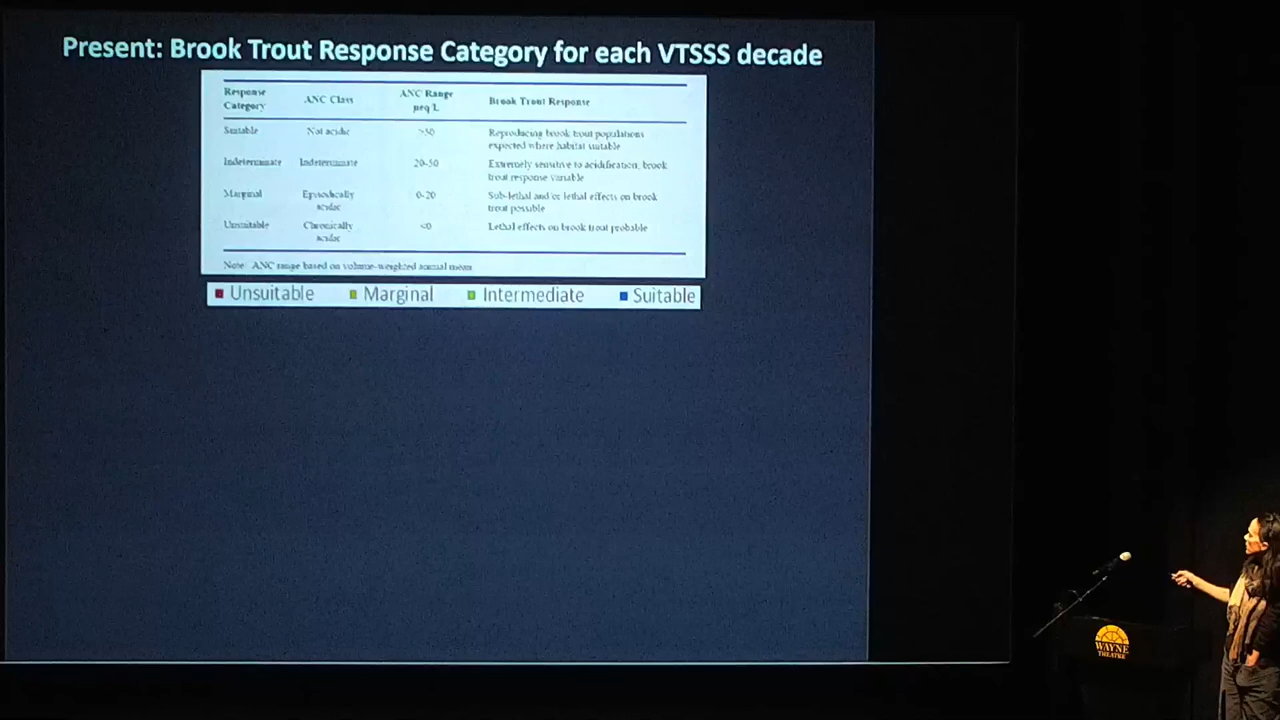 Present: Brook Trout Response Category for each VTSSS decade
Response Category ANC Class ANC Range µeq L Brook Trout Response
Suitable Not acidic >50 Reproducing brook trout populations expected where habitat suitable
Indeterminate Indeterminate 20-50 Extremely sensitive to acidification, brook trout response variable
Marginal Episodically acidic 0-20 Sub-lethal and/or lethal effects on brook trout possible
Unsuitable Chronically acidic <0 Lethal effects on brook trout probable
Note: ANC range based on volume-weighted annual mean
Unsuitable Marginal Intermediate Suitable
WAYNE
THEATRE